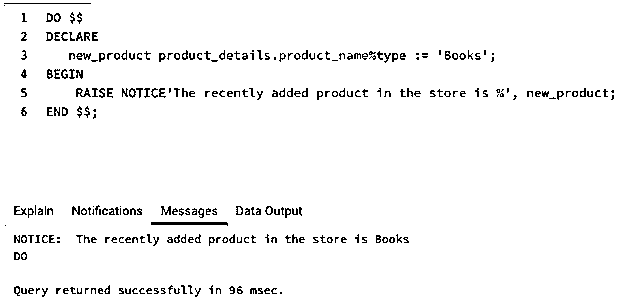 1 DO $$
2 DECLARE
3 new_product product_details.product_name%type := 'Books';
4 BEGIN
5 RAISE NOTICE'The recently added product in the store is %', new_product;
6 END $$;
Explain Notifications Messages Data Output
NOTICE: The recently added product in the store is Books
DO
Query returned successfully in 96 msec.